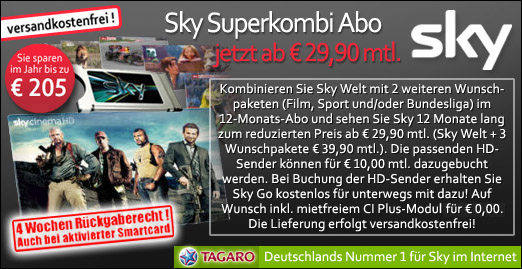 versandkostenfrei !
Sky Superkombi Abo
jetzt ab € 29,90 mtl.
sky
Sie sparen
im Jahr bis zu
€ 205
sky cinema HD
Kombinieren Sie Sky Welt mit 2 weiteren Wunsch-
paketen (Film, Sport und/oder Bundesliga) im
12-Monats-Abo und sehen Sie Sky 12 Monate lang
zum reduzierten Preis ab € 29,90 mtl. (Sky Welt + 3
Wunschpakete € 39,90 mtl.). Die passenden HD-
Sender können für € 10,00 mtl. dazugebucht
werden. Bei Buchung der HD-Sender erhalten Sie
Sky Go kostenlos für unterwegs mit dazu! Auf
Wunsch inkl. mietfreiem CI Plus-Modul für € 0,00.
Die Lieferung erfolgt versandkostenfrei!
4 Wochen Rückgaberecht !
Auch bei aktivierter Smartcard
TAGARO
Deutschlands Nummer 1 für Sky im Internet